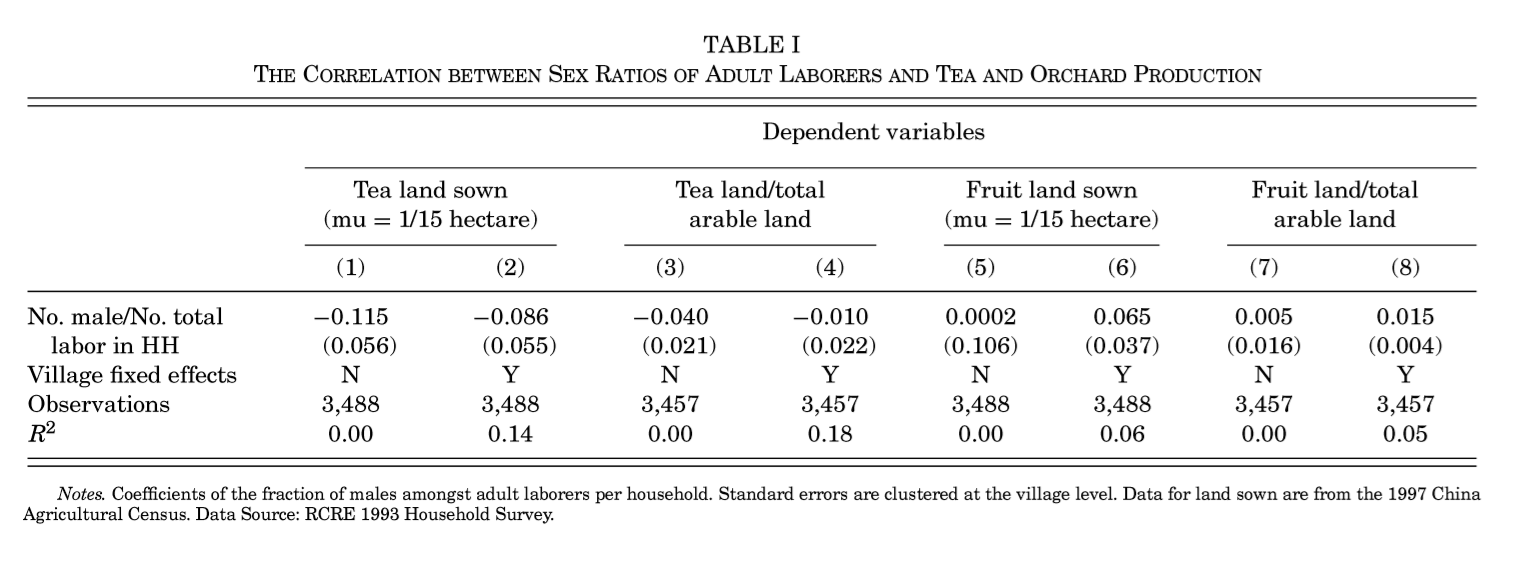 TABLE I
THE CORRELATION BETWEEN SEX RATIOS OF ADULT LABORERS AND TEA AND ORCHARD PRODUCTION
Dependent variables
Tea land sown Tea land/total Fruit land sown Fruit land/total
(mu = 1/15 hectare) arable land (mu = 1/15 hectare) arable land
(1) (2) (3) (4) (5) (6) (7) (8)
No. male/No. total −0.115 −0.086 −0.040 −0.010 0.0002 0.065 0.005 0.015
labor in HH (0.056) (0.055) (0.021) (0.022) (0.106) (0.037) (0.016) (0.004)
Village fixed effects N Y N Y N Y N Y
Observations 3,488 3,488 3,457 3,457 3,488 3,488 3,457 3,457
R² 0.00 0.14 0.00 0.18 0.00 0.06 0.00 0.05
Notes. Coefficients of the fraction of males amongst adult laborers per household. Standard errors are clustered at the village level. Data for land sown are from the 1997 China
Agricultural Census. Data Source: RCRE 1993 Household Survey.